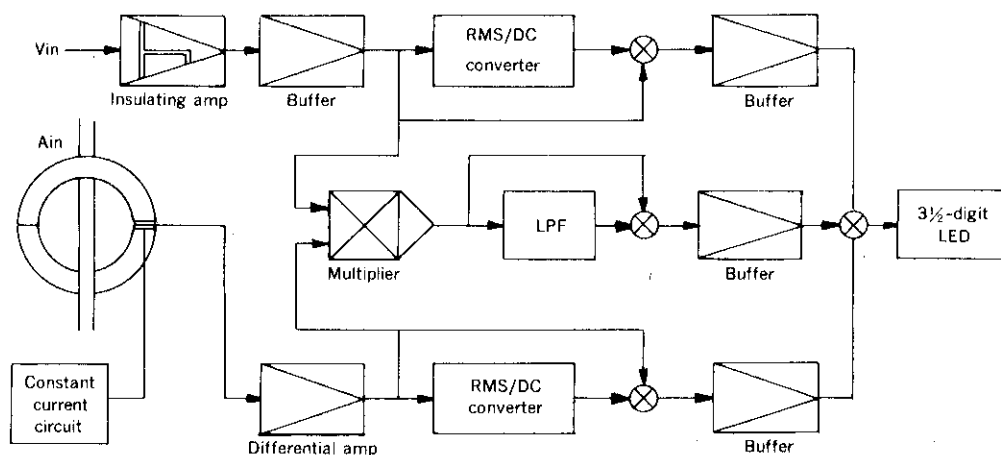 Vin
Insulating amp
Buffer
RMS/DC
converter
Buffer
Ain
Multiplier
LPF
Buffer
3½-digit
LED
Constant
current
circuit
Differential amp
RMS/DC
converter
Buffer